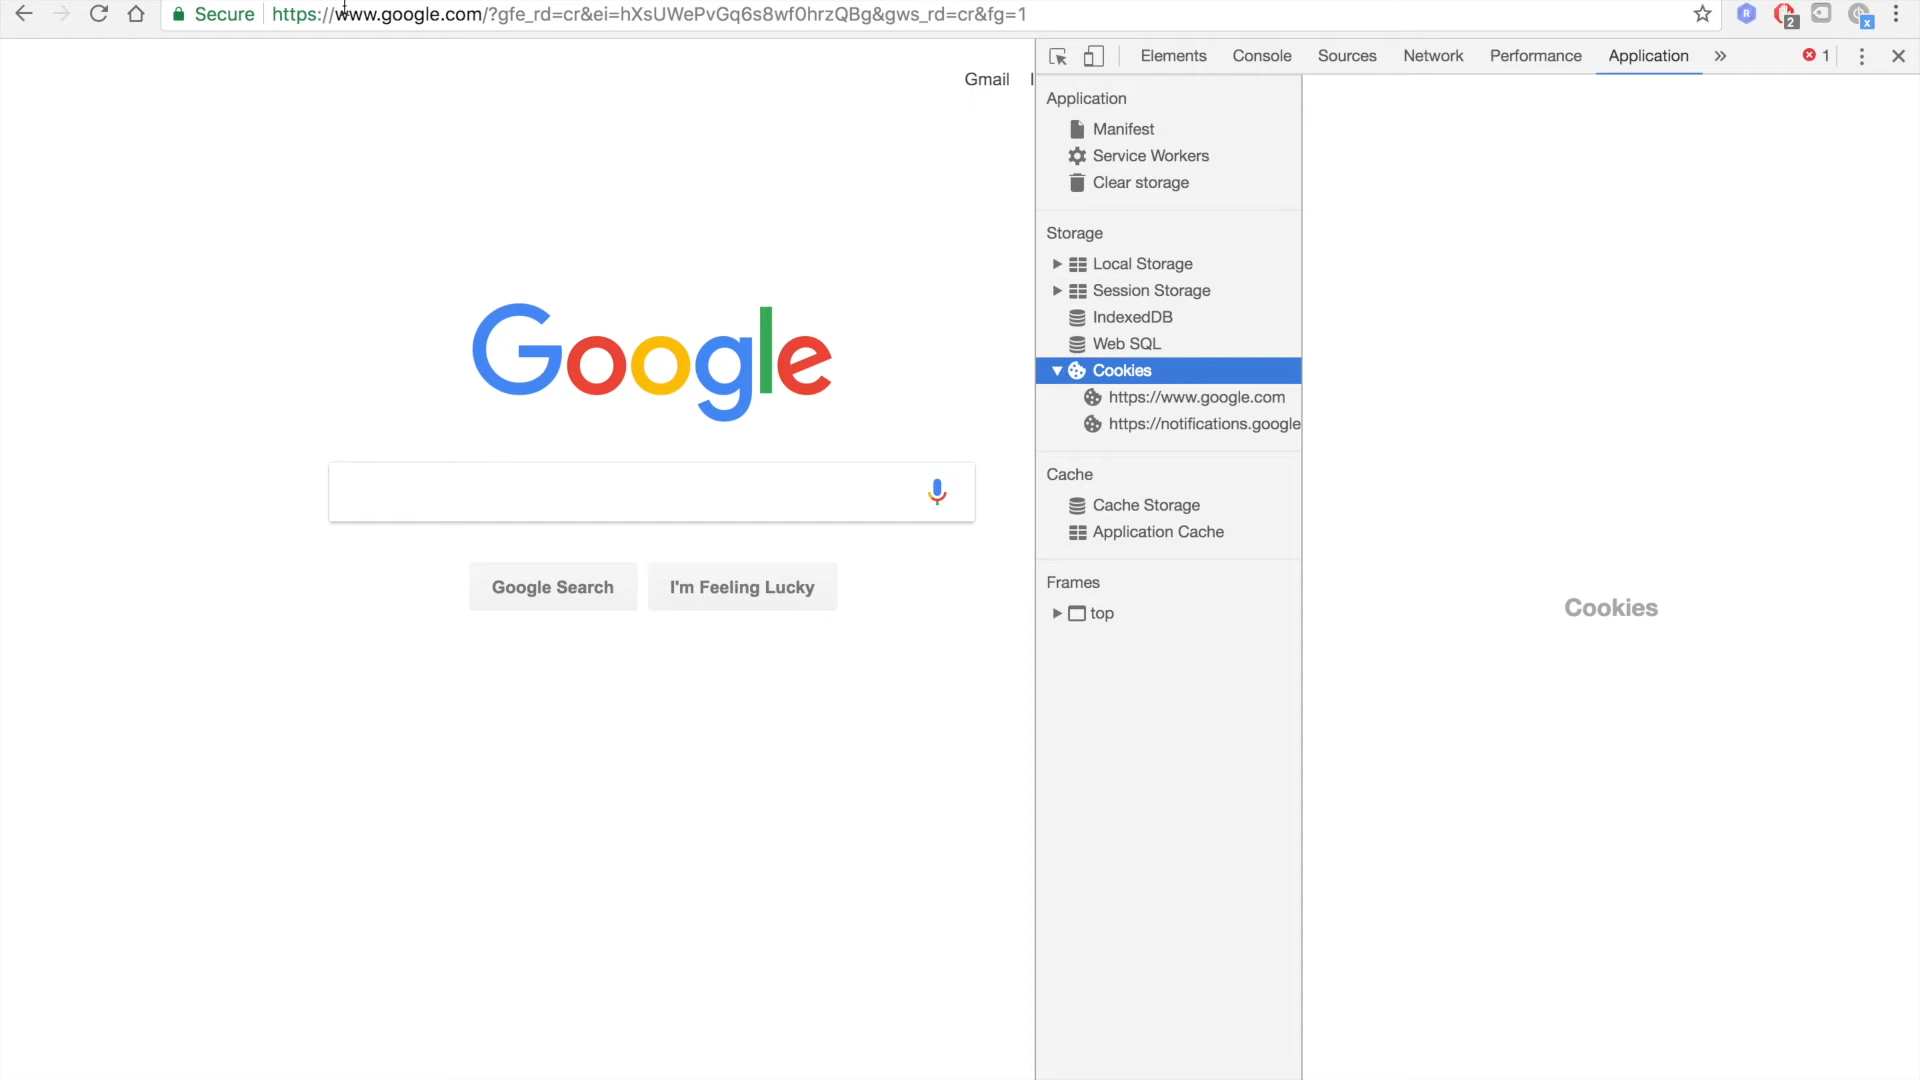 Secure https://www.google.com/?gfe_rd=cr&ei=hXsUWePvGq6s8wf0hrzQBg&gws_rd=cr&fg=1
R
2
x
Elements Console Sources Network Performance Application » 1
Gmail
Application
Manifest
Service Workers
Clear storage
Storage
Local Storage
Session Storage
IndexedDB
Web SQL
Cookies
https://www.google.com
https://notifications.google
Cache
Cache Storage
Application Cache
Frames
top
Google
Google Search
I'm Feeling Lucky
Cookies